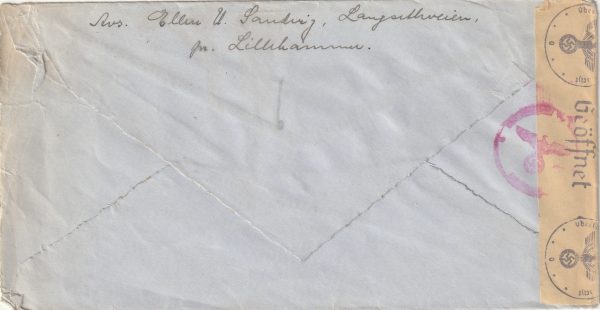 Avs. Ellen U. Sandvig, Langsethveien,
pr. Lillehammer.
Geöffnet